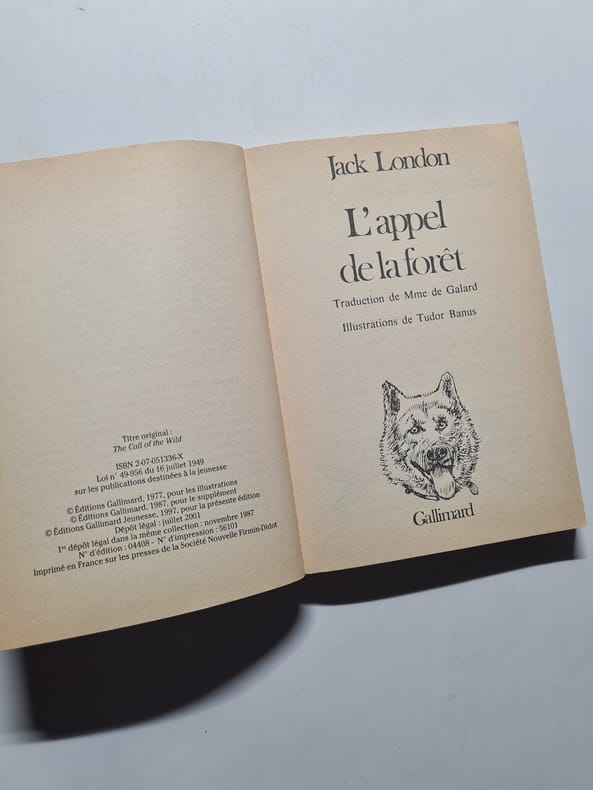 Titre original :
The Call of the Wild
ISBN 2-07-051336-X
Loi n° 49-956 du 16 juillet 1949
sur les publications destinées à la jeunesse
© Éditions Gallimard, 1977, pour les illustrations
© Éditions Gallimard, 1987, pour le supplément
© Éditions Gallimard Jeunesse, 1997, pour la présente édition
Dépôt légal : juillet 2001
1er dépôt légal dans la même collection : novembre 1987
N° d'édition : 04408 - N° d'impression : 56101
Imprimé en France sur les presses de la Société Nouvelle Firmin-Didot
Jack London
L'appel
de la forêt
Traduction de Mme de Galard
Illustrations de Tudor Banus
Gallimard